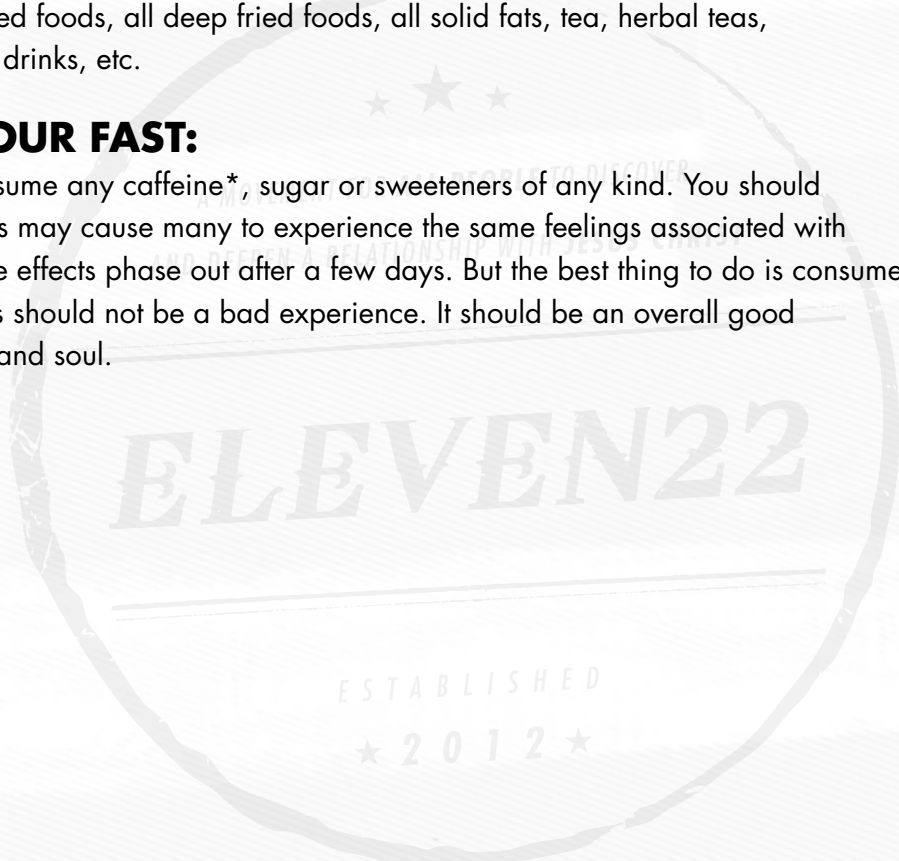 ed foods, all deep fried foods, all solid fats, tea, herbal teas,
drinks, etc.
OUR FAST:
sume any caffeine*, sugar or sweeteners of any kind. You should
A MOVEMENT FOR ALL PEOPLE TO DISCOVER
s may cause many to experience the same feelings associated with
AND DEEPEN A RELATIONSHIP WITH JESUS CHRIST
e effects phase out after a few days. But the best thing to do is consume
s should not be a bad experience. It should be an overall good
and soul.
ELEVEN22
ESTABLISHED
2012